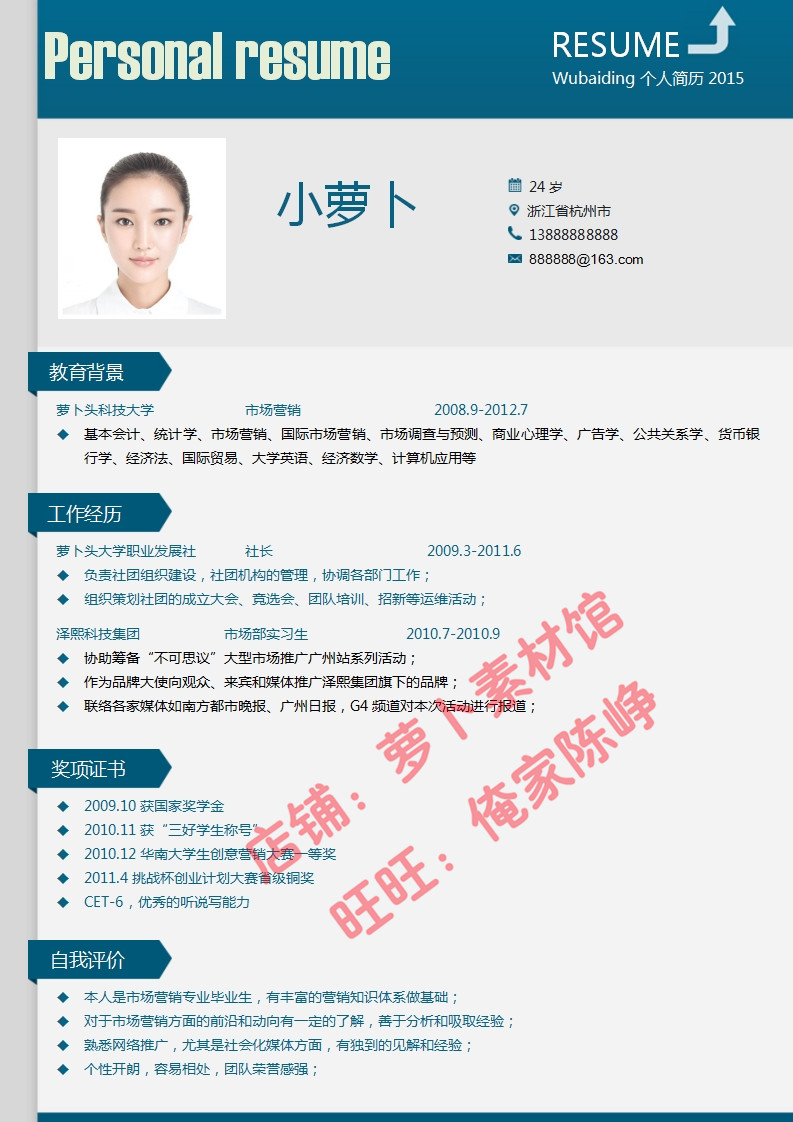 Personal resume
RESUME
Wubaiding 个人简历 2015
小萝卜
24 岁
浙江省杭州市
13888888888
888888@163.com
教育背景
萝卜头科技大学 市场营销 2008.9-2012.7
◆ 基本会计、统计学、市场营销、国际市场营销、市场调查与预测、商业心理学、广告学、公共关系学、货币银
行学、经济法、国际贸易、大学英语、经济数学、计算机应用等
工作经历
萝卜头大学职业发展社 社长 2009.3-2011.6
◆ 负责社团组织建设，社团机构的管理，协调各部门工作；
◆ 组织策划社团的成立大会、竞选会、团队培训、招新等运维活动；
泽熙科技集团 市场部实习生 2010.7-2010.9
◆ 协助筹备“不可思议”大型市场推广广州站系列活动；
◆ 作为品牌大使向观众、来宾和媒体推广泽熙集团旗下的品牌；
◆ 联络各家媒体如南方都市晚报、广州日报，G4 频道对本次活动进行报道；
奖项证书
◆ 2009.10 获国家奖学金
◆ 2010.11 获“三好学生称号”
◆ 2010.12 华南大学生创意营销大赛一等奖
◆ 2011.4 挑战杯创业计划大赛省级铜奖
◆ CET-6，优秀的听说写能力
店铺：萝卜素材馆
旺旺：俺家陈峥
自我评价
◆ 本人是市场营销专业毕业生，有丰富的营销知识体系做基础；
◆ 对于市场营销方面的前沿和动向有一定的了解，善于分析和吸取经验；
◆ 熟悉网络推广，尤其是社会化媒体方面，有独到的见解和经验；
◆ 个性开朗，容易相处，团队荣誉感强；